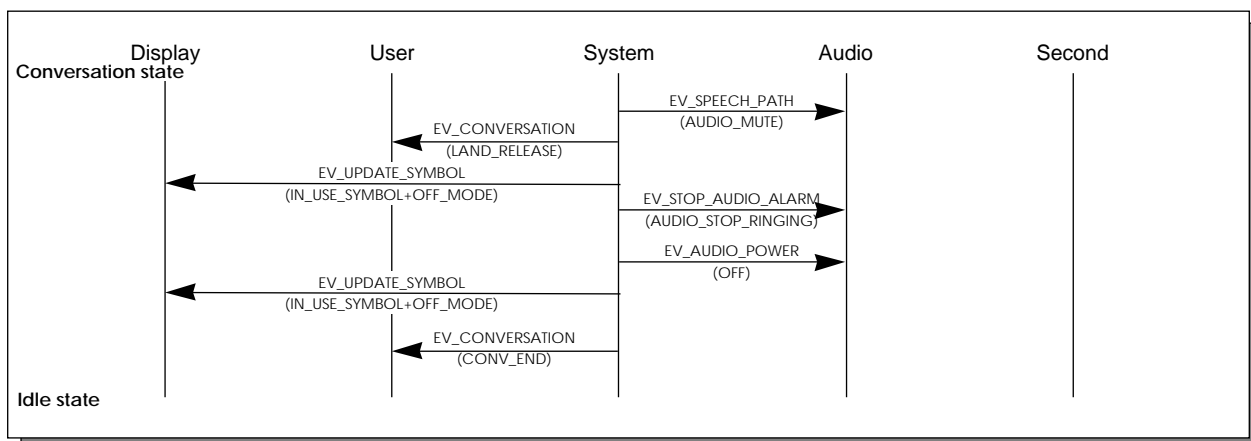 Display User System Audio Second
Conversation state
EV_SPEECH_PATH
(AUDIO_MUTE)
EV_CONVERSATION
(LAND_RELEASE)
EV_UPDATE_SYMBOL
(IN_USE_SYMBOL+OFF_MODE)
EV_STOP_AUDIO_ALARM
(AUDIO_STOP_RINGING)
EV_AUDIO_POWER
(OFF)
EV_UPDATE_SYMBOL
(IN_USE_SYMBOL+OFF_MODE)
EV_CONVERSATION
(CONV_END)
Idle state